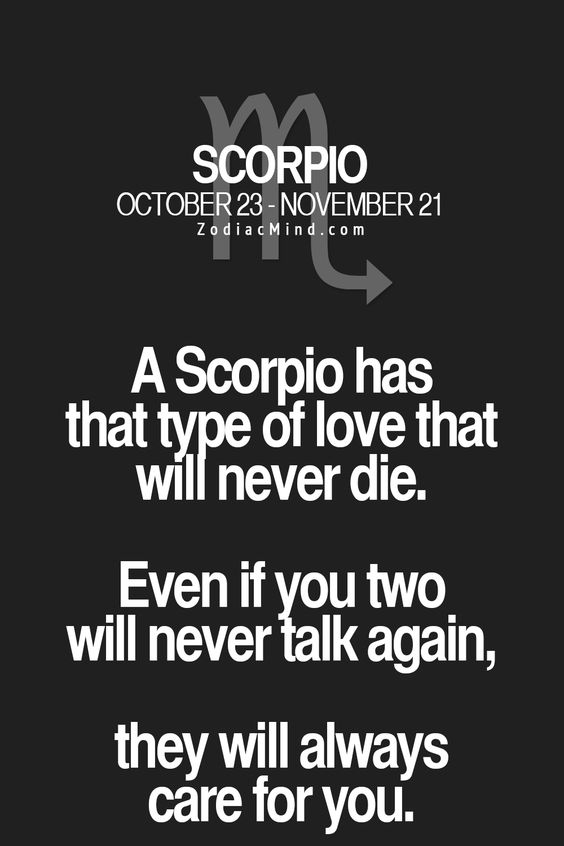 SCORPIO
OCTOBER 23 - NOVEMBER 21
ZodiacMind.com
A Scorpio has
that type of love that
will never die.
Even if you two
will never talk again,
they will always
care for you.